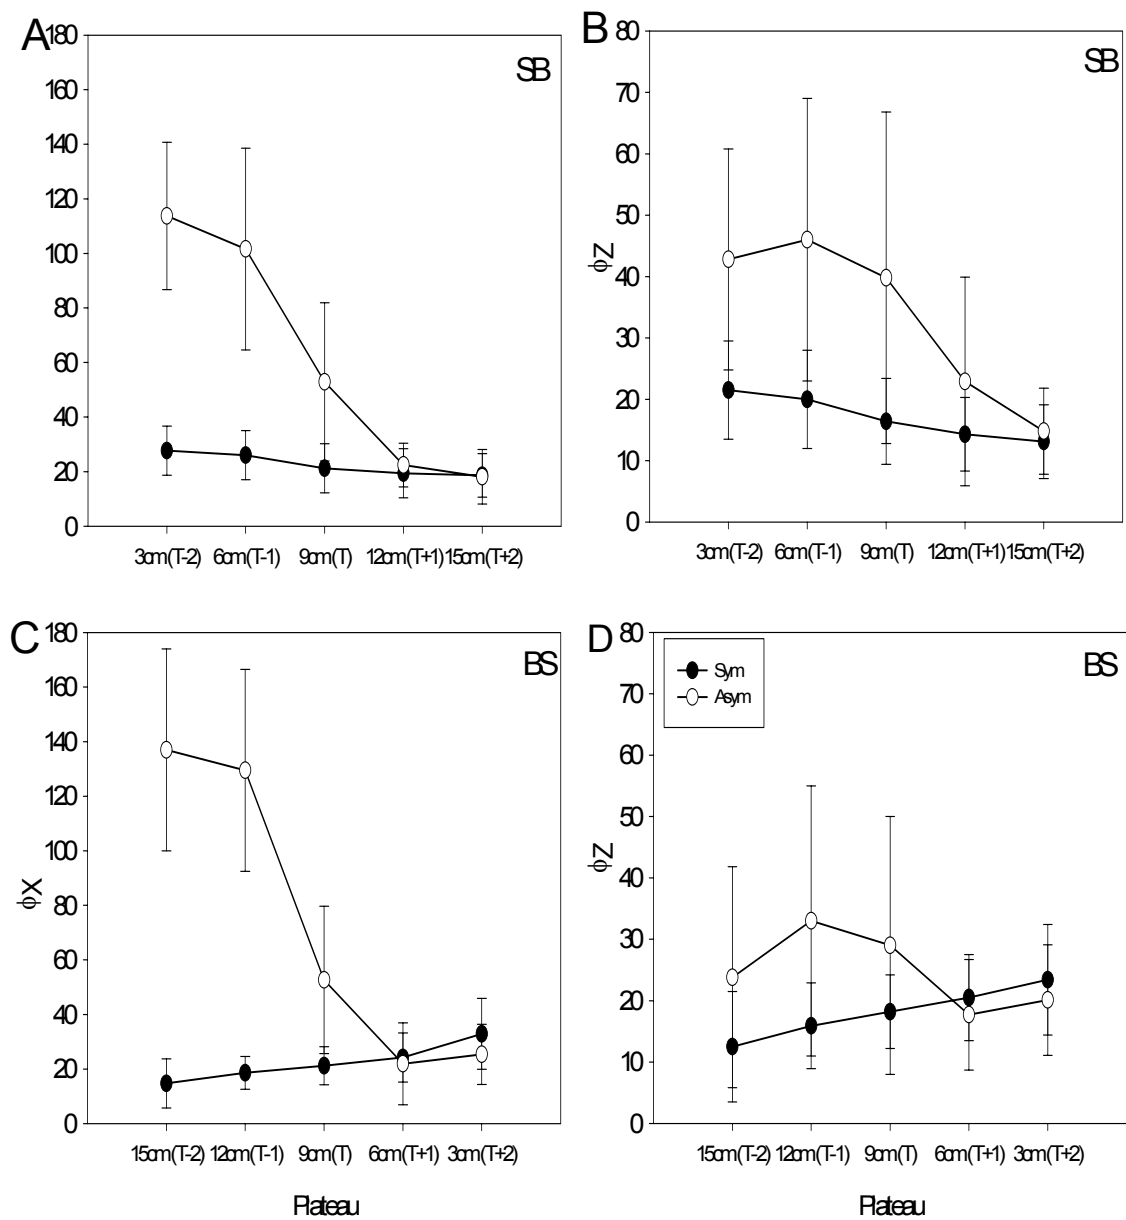 A
SB
180
160
140
120
100
80
60
40
20
0
3cm(T-2) 6cm(T-1) 9cm(T) 12cm(T+1) 15cm(T+2)
B
SB
80
70
60
50
40
30
20
10
0
ϕZ
3cm(T-2) 6cm(T-1) 9cm(T) 12cm(T+1) 15cm(T+2)
C
BS
180
160
140
120
100
80
60
40
20
0
ϕX
15cm(T-2) 12cm(T-1) 9cm(T) 6cm(T+1) 3cm(T+2)
Plateau
D
BS
Sym
Asym
80
70
60
50
40
30
20
10
0
ϕZ
15cm(T-2) 12cm(T-1) 9cm(T) 6cm(T+1) 3cm(T+2)
Plateau